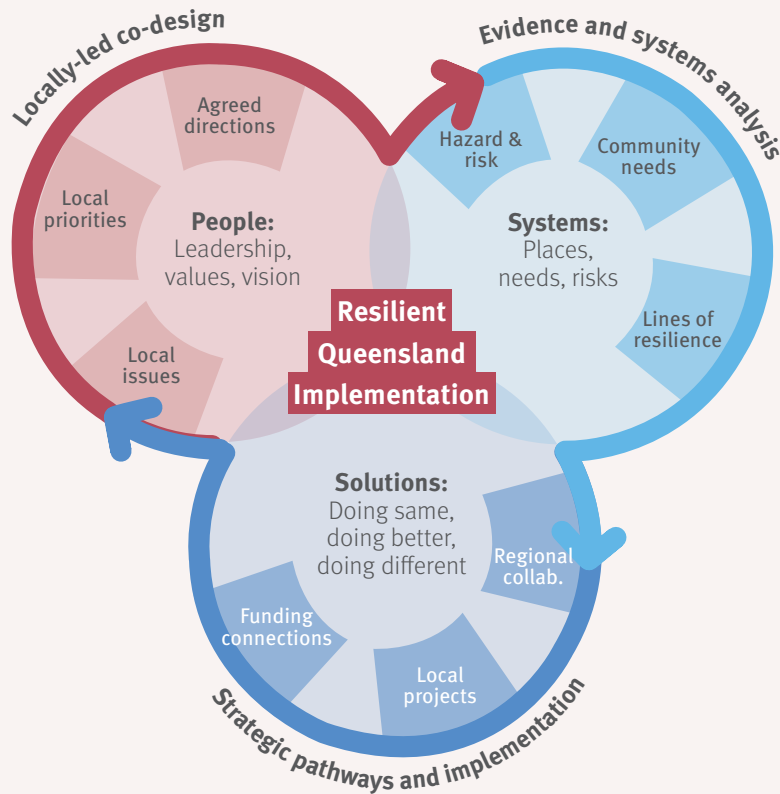 Locally-led co-design
Agreed
directions
Local
priorities
Local
issues
People:
Leadership,
values, vision
Evidence and systems analysis
Hazard &
risk
Community
needs
Lines of
resilience
Systems:
Places,
needs, risks
Resilient
Queensland
Implementation
Solutions:
Doing same,
doing better,
doing different
Regional
collab.
Local
projects
Funding
connections
Strategic pathways and implementation